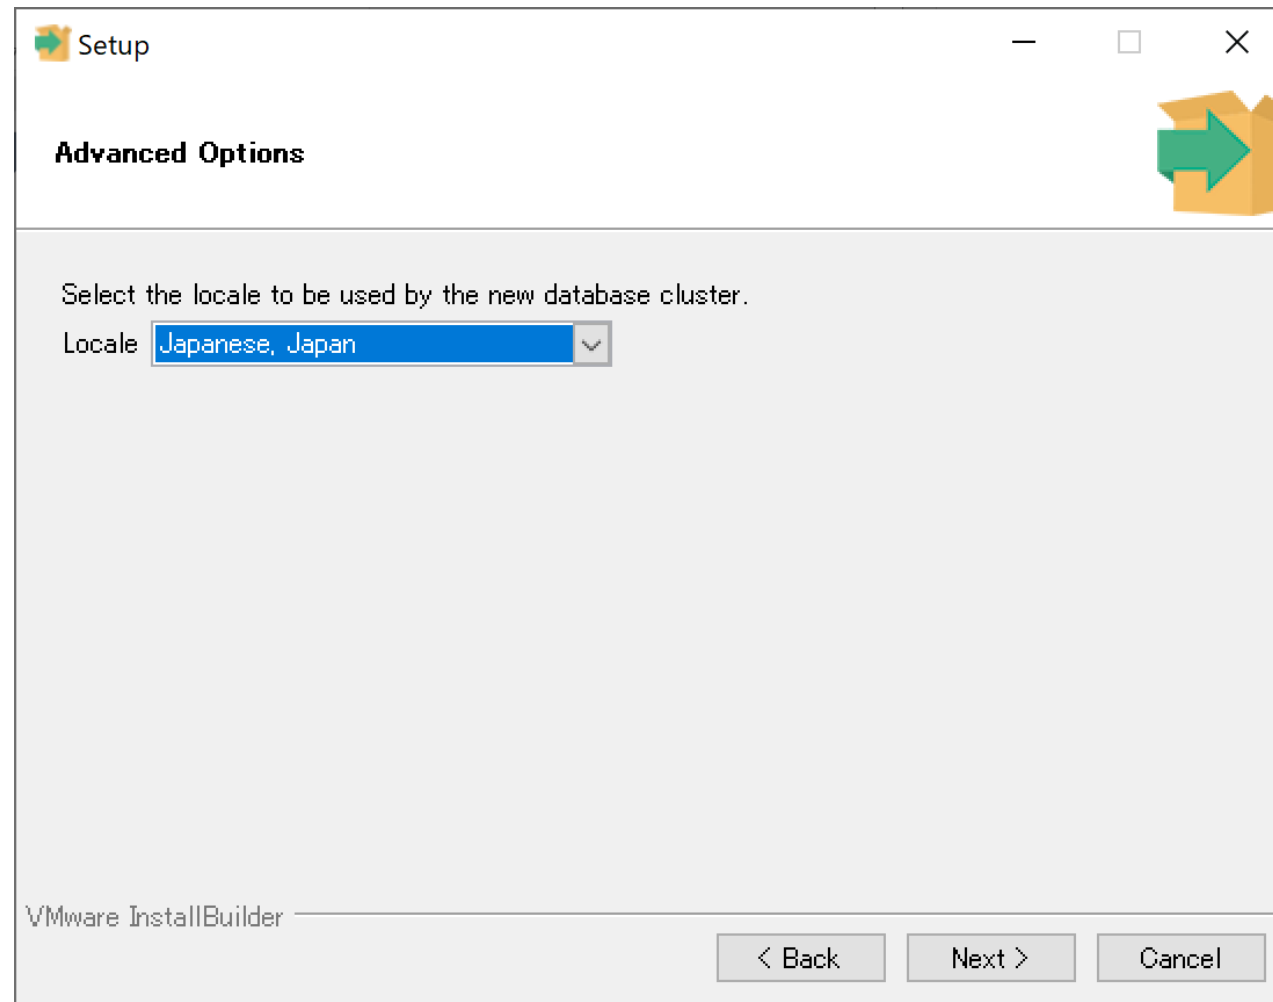 Setup
Advanced Options
Select the locale to be used by the new database cluster.
Locale Japanese, Japan
VMware InstallBuilder
< Back Next > Cancel